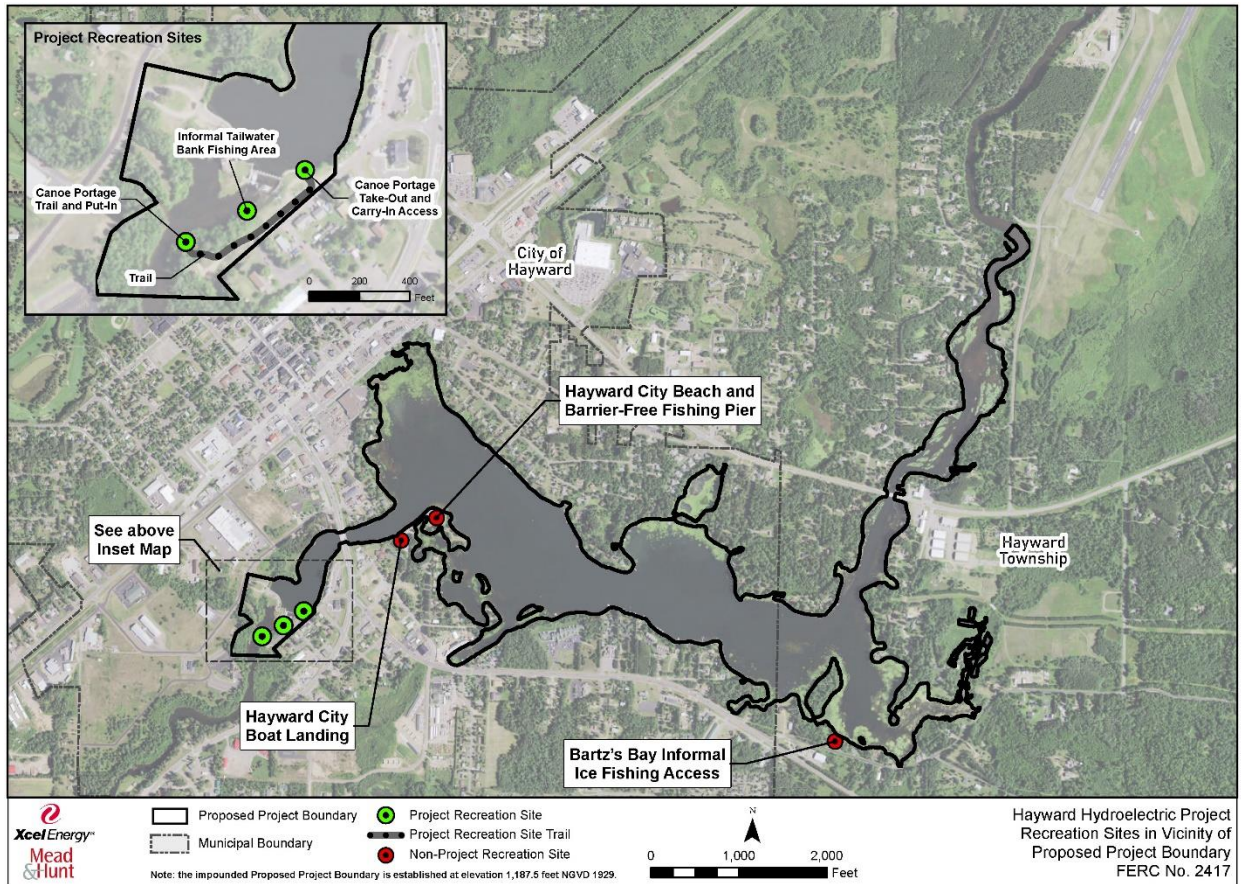 Project Recreation Sites
Informal Tailwater
Bank Fishing Area
Canoe Portage
Trail and Put-In
Canoe Portage
Take-Out and
Carry-In Access
Trail
0 200 400
Feet
City of
Hayward
Hayward City Beach and
Barrier-Free Fishing Pier
See above
Inset Map
Hayward
Township
Hayward City
Boat Landing
Bartz's Bay Informal
Ice Fishing Access
Xcel Energy™
Mead
&Hunt
Proposed Project Boundary
Municipal Boundary
Project Recreation Site
Project Recreation Site Trail
Non-Project Recreation Site
Note: the impounded Proposed Project Boundary is established at elevation 1,187.5 feet NGVD 1929.
N
0 1,000 2,000
Feet
Hayward Hydroelectric Project
Recreation Sites in Vicinity of
Proposed Project Boundary
FERC No. 2417